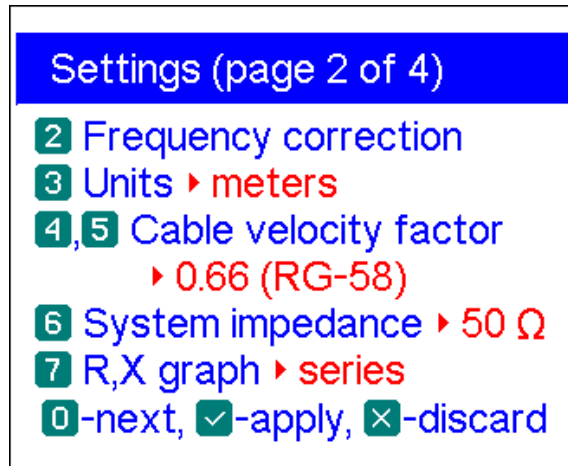 Settings (page 2 of 4)
2 Frequency correction
3 Units ▸ meters
4,5 Cable velocity factor
▸ 0.66 (RG-58)
6 System impedance ▸ 50 Ω
7 R,X graph ▸ series
0-next, ✓-apply, ✕-discard